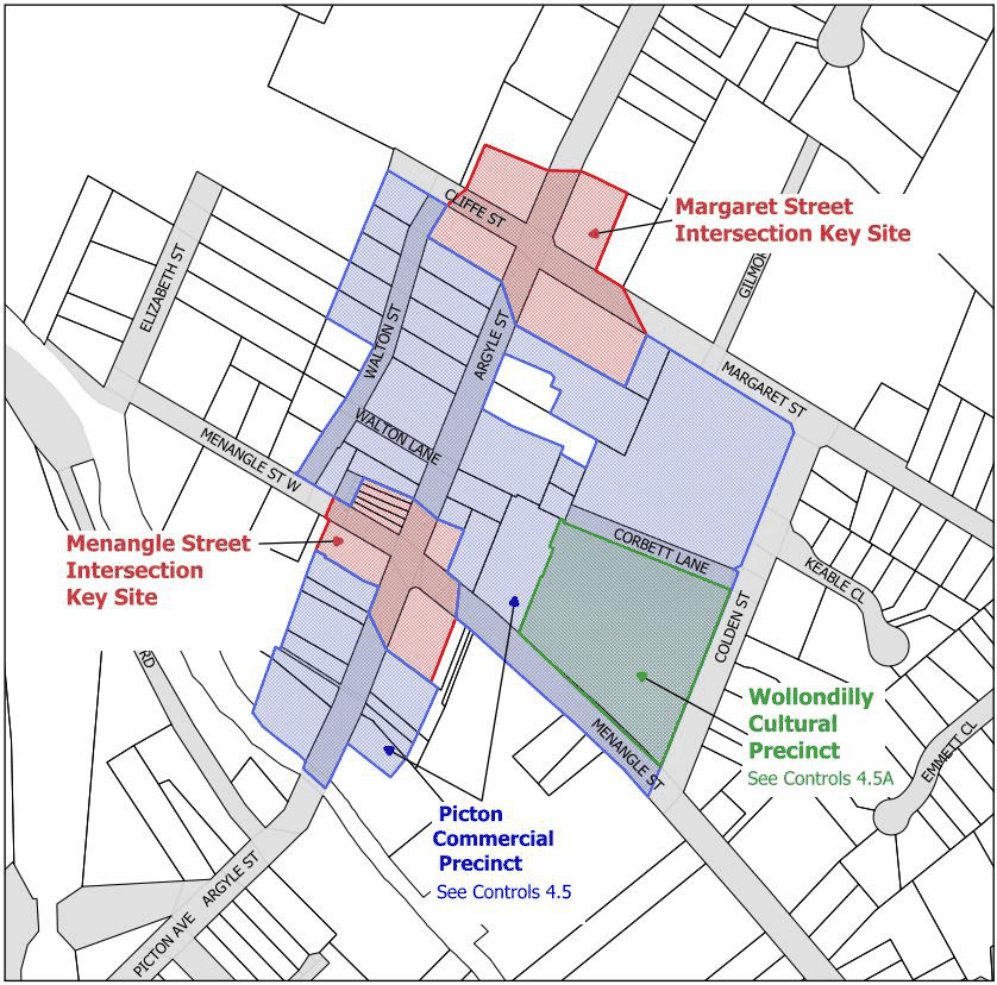 CLIFFE ST
Margaret Street
Intersection Key Site
ELIZABETH ST
GILMOR
WALTON ST
ARGYLE ST
MARGARET ST
WALTON LANE
MENANGLE ST W
Menangle Street
Intersection
Key Site
CORBETT LANE
KEABLE CL
COLDEN ST
RD
Wollondilly
Cultural
Precinct
See Controls 4.5A
MENANGLE ST
EMMETT CL
Picton
Commercial
Precinct
See Controls 4.5
ARGYLE ST
PICTON AVE